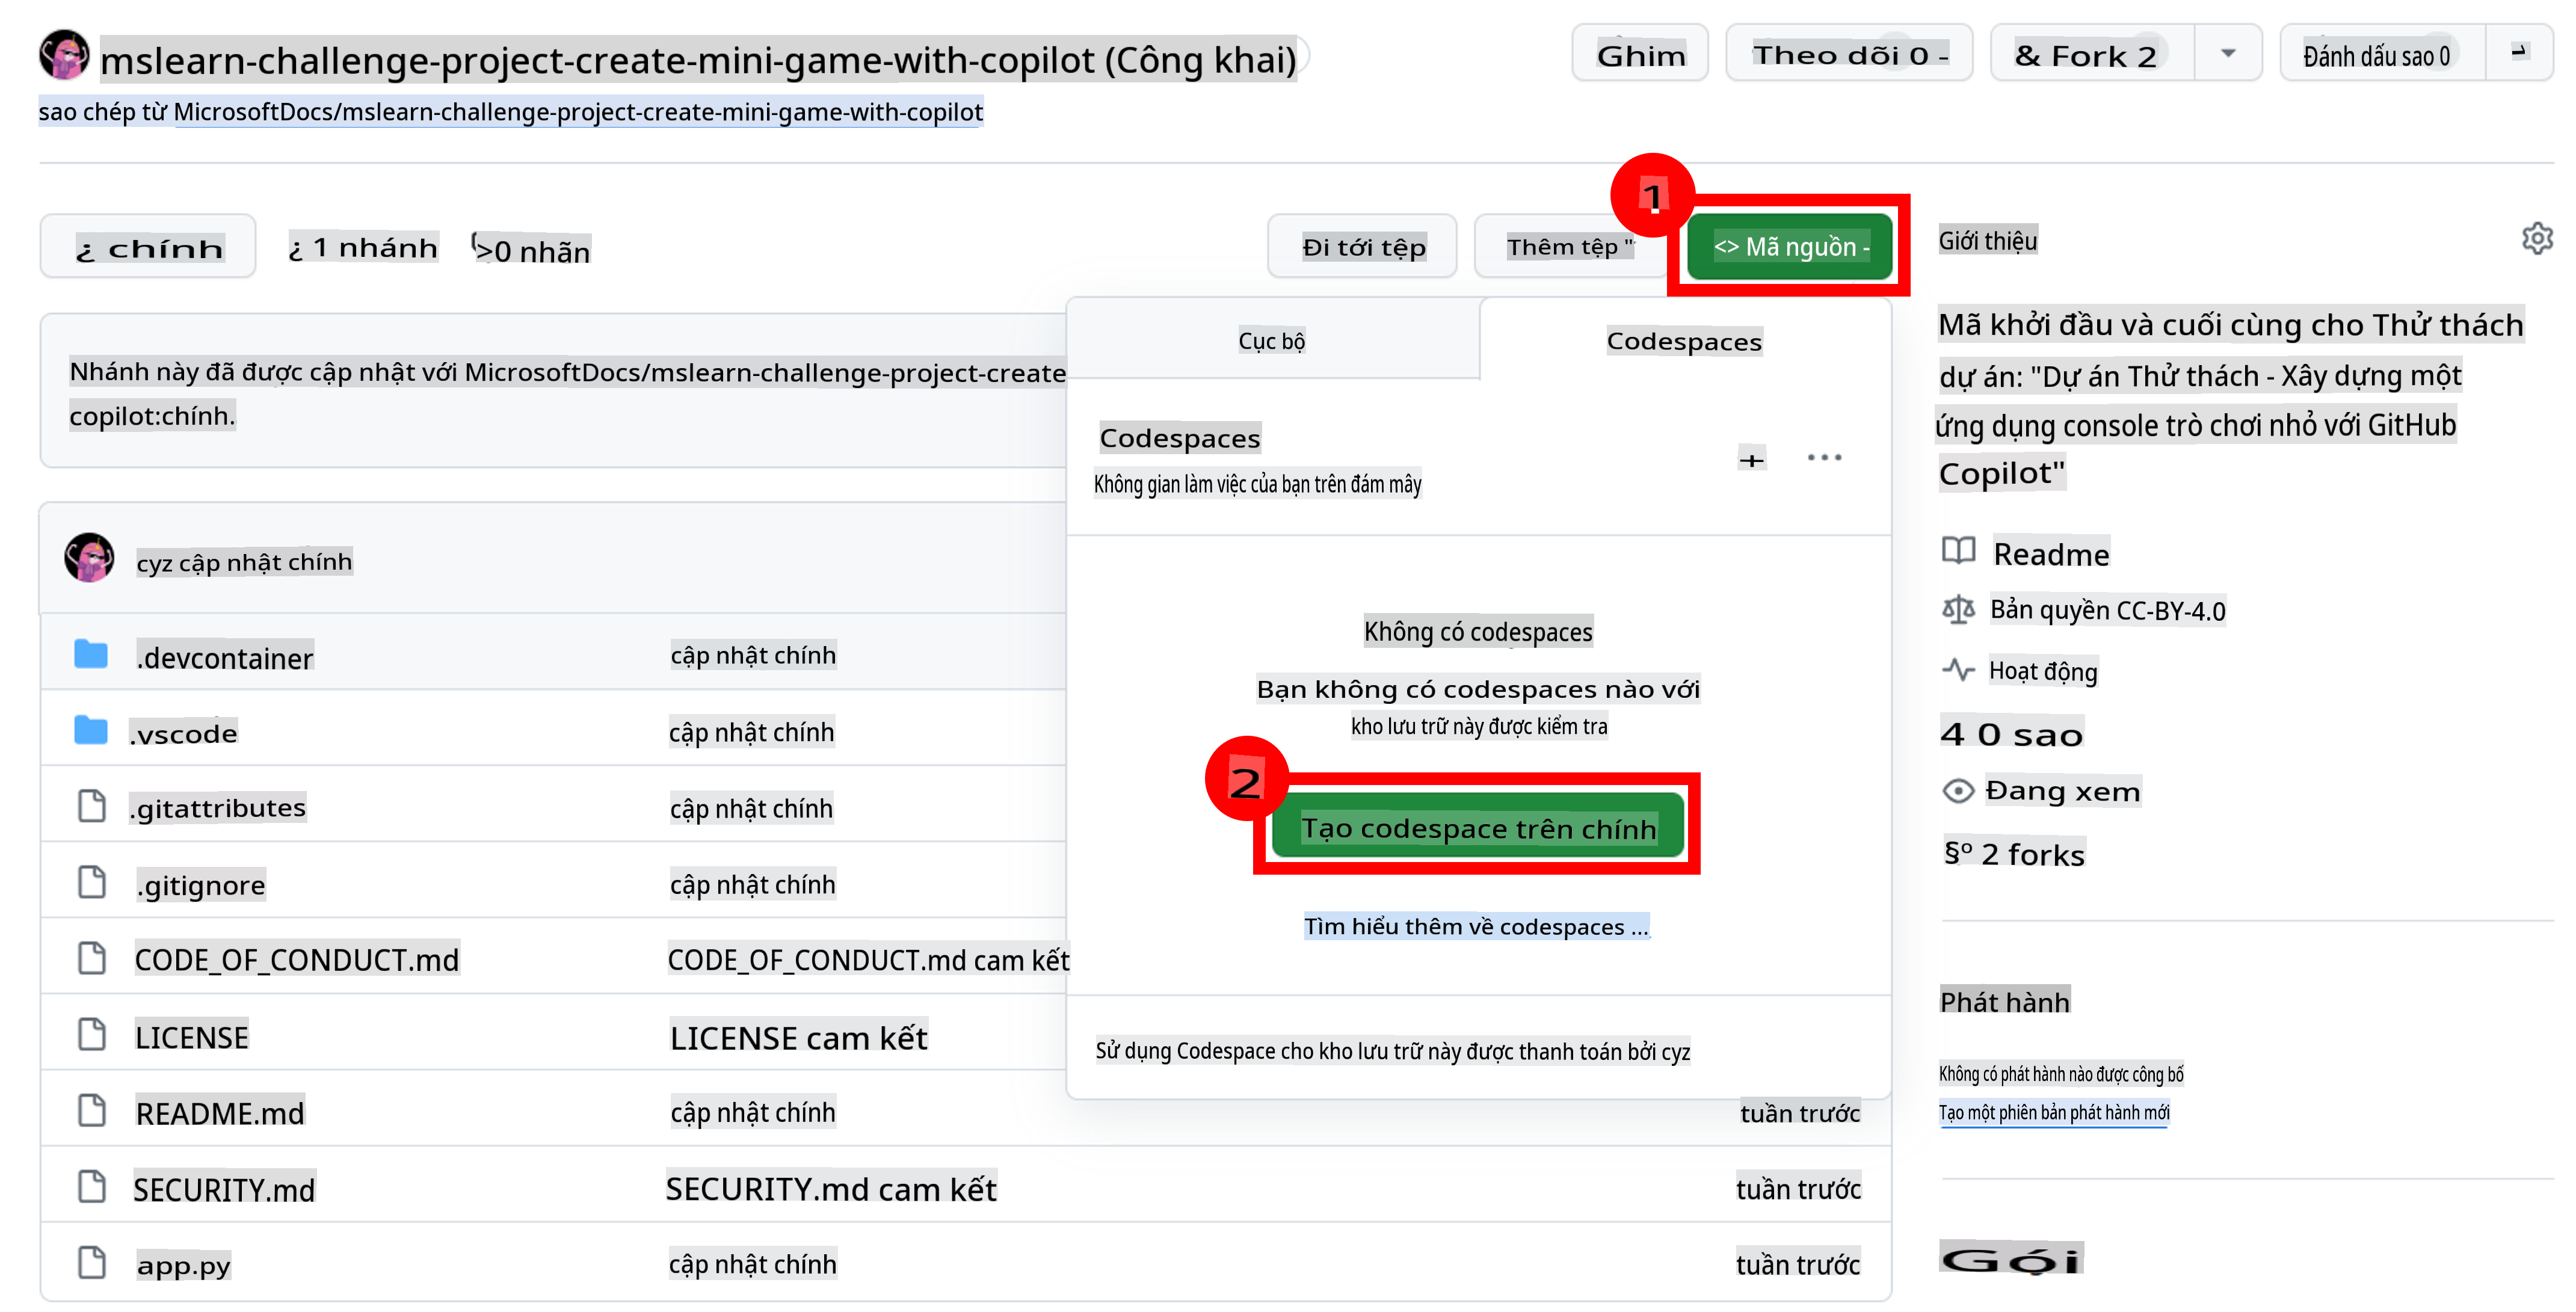 mslearn-challenge-project-create-mini-game-with-copilot (Công khai)
Ghim
Theo dõi 0 -
& Fork 2
Đánh dấu sao 0
sao chép từ MicrosoftDocs/mslearn-challenge-project-create-mini-game-with-copilot
1
¿ chính
¿ 1 nhánh
>0 nhãn
Đi tới tệp
Thêm tệp "
<> Mã nguồn -
Giới thiệu
Nhánh này đã được cập nhật với MicrosoftDocs/mslearn-challenge-project-create
copilot:chính.
Cục bộ
Codespaces
Codespaces
+
Không gian làm việc của bạn trên đám mây
Mã khởi đầu và cuối cùng cho Thử thách
dự án: "Dự án Thử thách - Xây dựng một
ứng dụng console trò chơi nhỏ với GitHub
Copilot"
cyz cập nhật chính
Readme
Bản quyền CC-BY-4.0
Hoạt động
4 0 sao
Đang xem
§º 2 forks
Không có codespaces
Bạn không có codespaces nào với
kho lưu trữ này được kiểm tra
2
Tạo codespace trên chính
Tìm hiểu thêm về codespaces ...
Sử dụng Codespace cho kho lưu trữ này được thanh toán bởi cyz
.devcontainer
cập nhật chính
.vscode
cập nhật chính
.gitattributes
cập nhật chính
.gitignore
cập nhật chính
CODE_OF_CONDUCT.md
CODE_OF_CONDUCT.md cam kết
LICENSE
LICENSE cam kết
README.md
cập nhật chính
tuần trước
SECURITY.md
SECURITY.md cam kết
tuần trước
app.py
cập nhật chính
tuần trước
Phát hành
Không có phát hành nào được công bố
Tạo một phiên bản phát hành mới
Gói